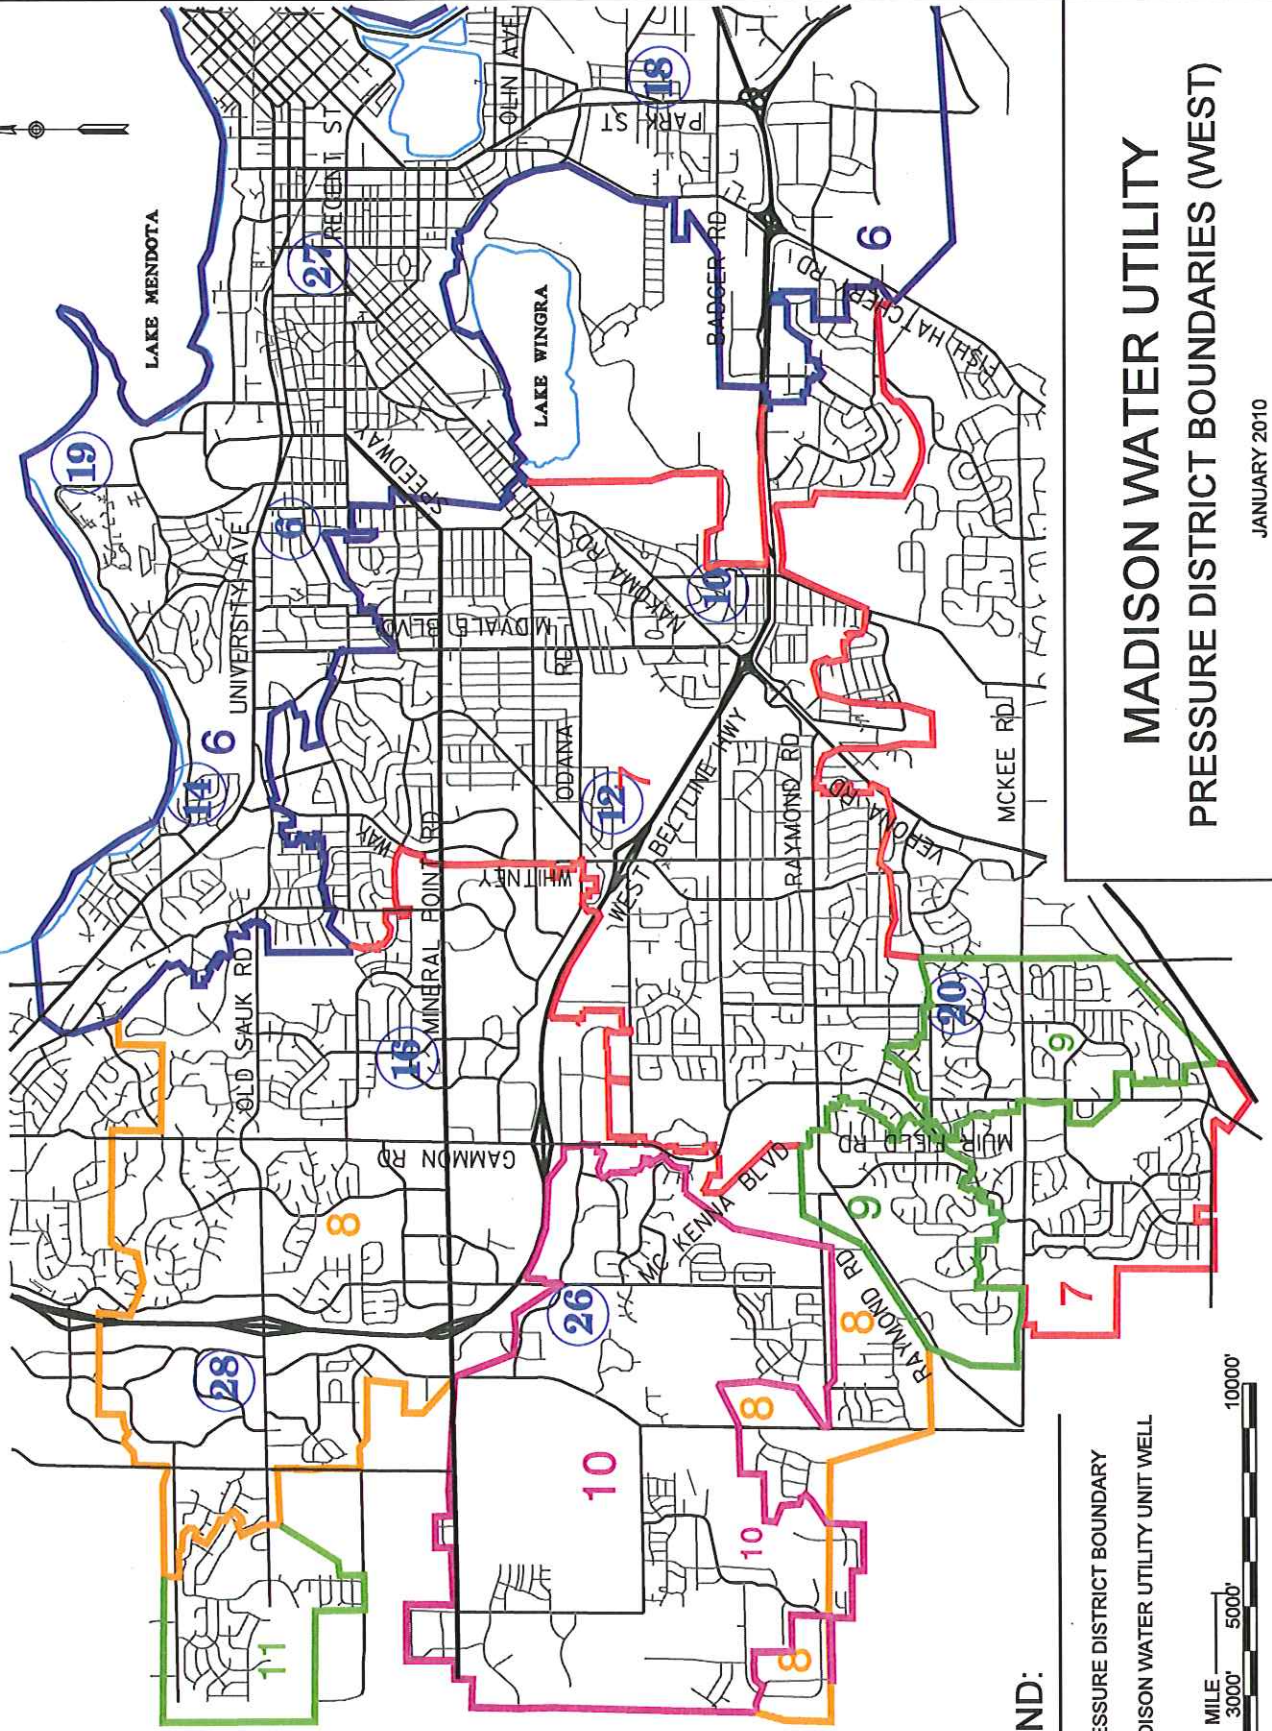 MADISON WATER UTILITY
PRESSURE DISTRICT BOUNDARIES (WEST)
JANUARY 2010
LAKE MENDOTA
LAKE WINGRA
REGENT ST
OLIN AVE
PARK ST
BADGER RD
FISH HATCHERY RD
SPEEDWAY
UNIVERSITY AVE
MIDVALE BLVD
NAKOMA RD
ODANA RD
WEST BELTLINE HWY
RAYMOND RD
VERONA RD
MCKEE RD
WHITNEY WAY
MINERAL POINT RD
OLD SAUK RD
GAMMON RD
MC KENNA BLVD
MUIR FIELD RD
RAYMOND RD
19
27
18
6
6
14
6
10
12
7
16
20
9
9
7
8
8
8
8
26
28
10
10
11
ND:
ESSURE DISTRICT BOUNDARY
DISON WATER UTILITY UNIT WELL
MILE
3000'
5000'
10000'